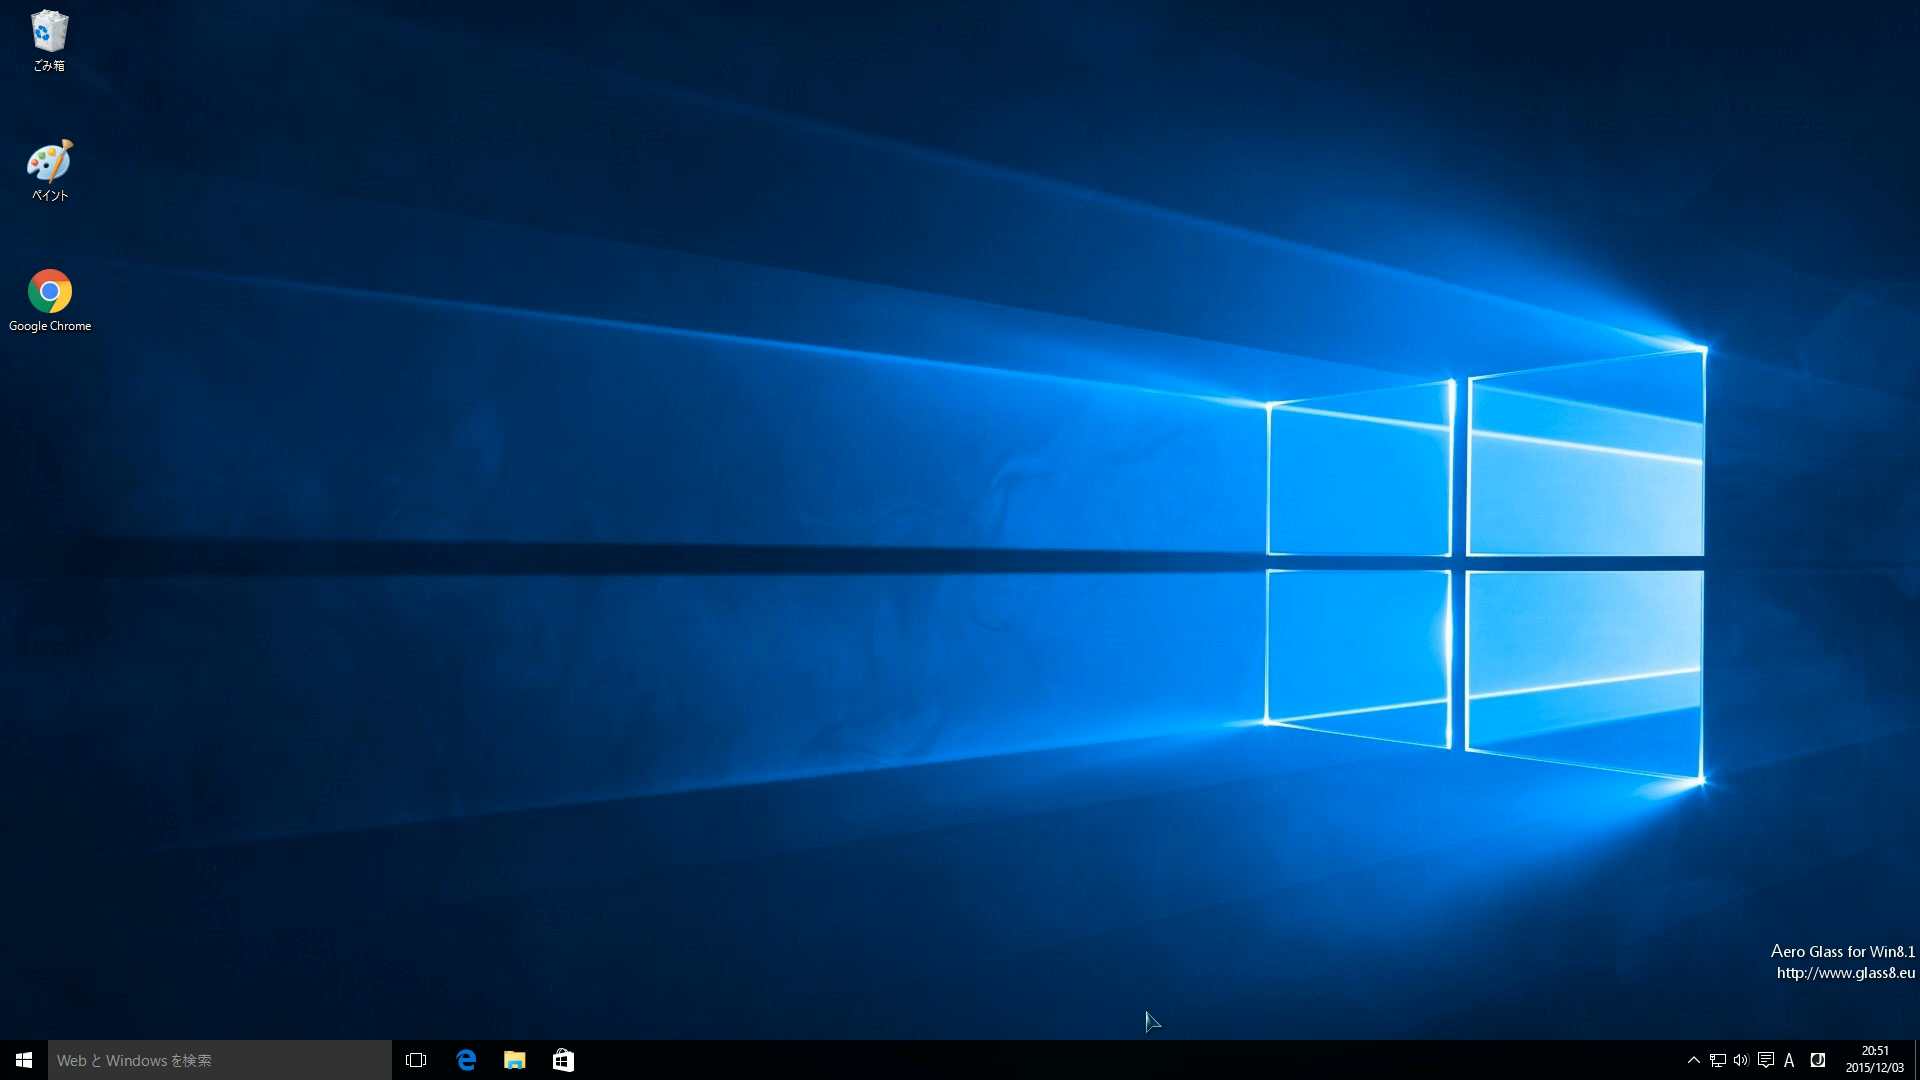 ごみ箱
ペイント
Google Chrome
Aero Glass for Win8.1
http://www.glass8.eu
Web と Windows を検索
A
20:51
2015/12/03